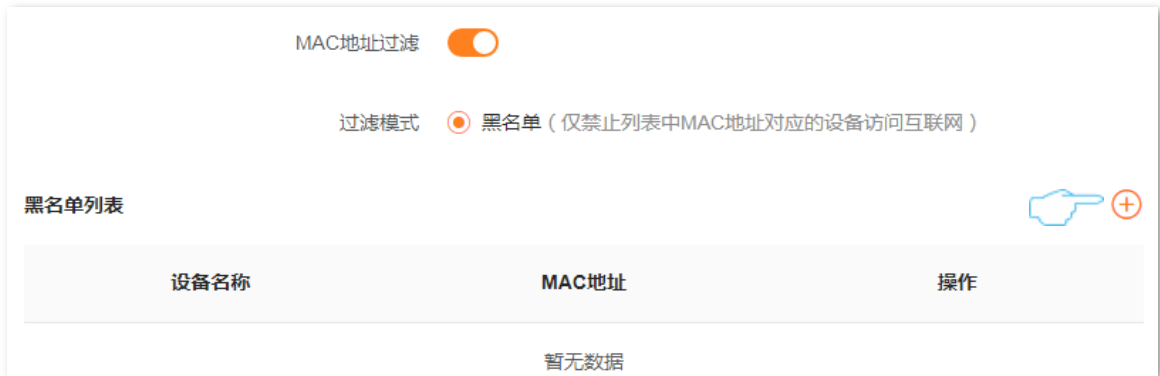 MAC地址过滤
过滤模式 黑名单（仅禁止列表中MAC地址对应的设备访问互联网）
黑名单列表
设备名称 MAC地址 操作
暂无数据